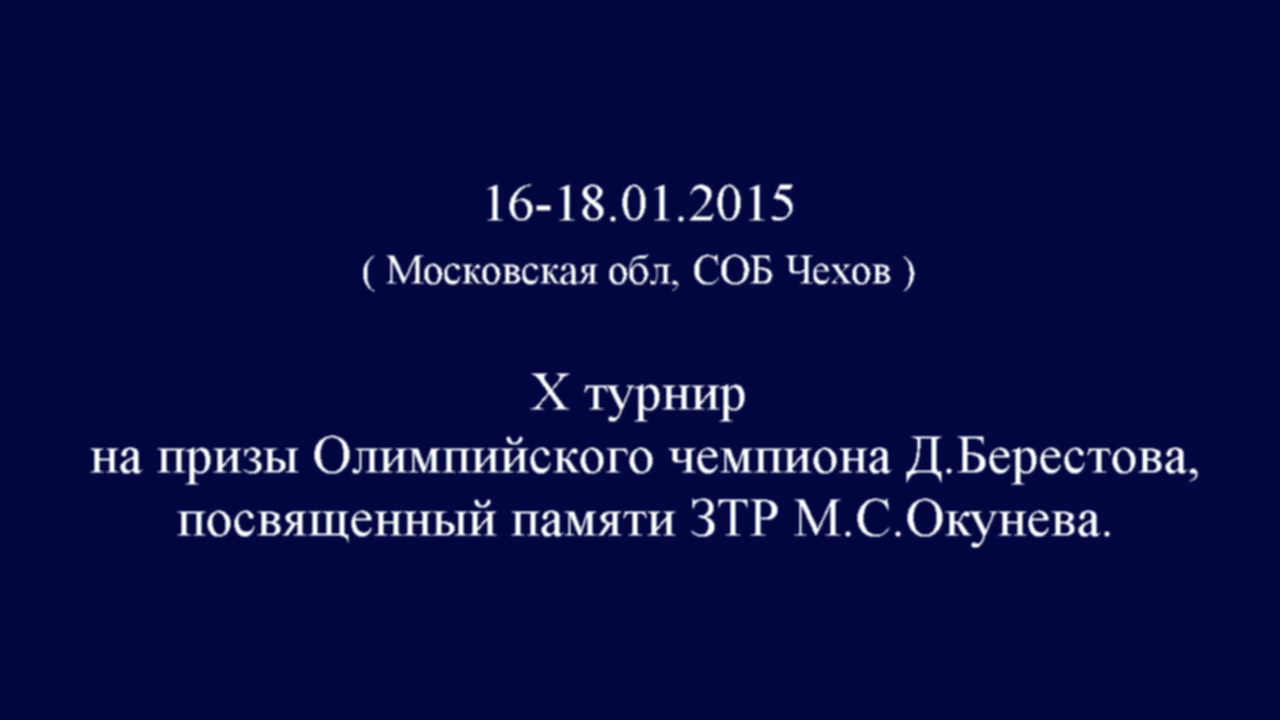 16-18.01.2015
( Московская обл, СОБ Чехов )
X турнир
на призы Олимпийского чемпиона Д.Берестова,
посвященный памяти ЗТР М.С.Окунева.